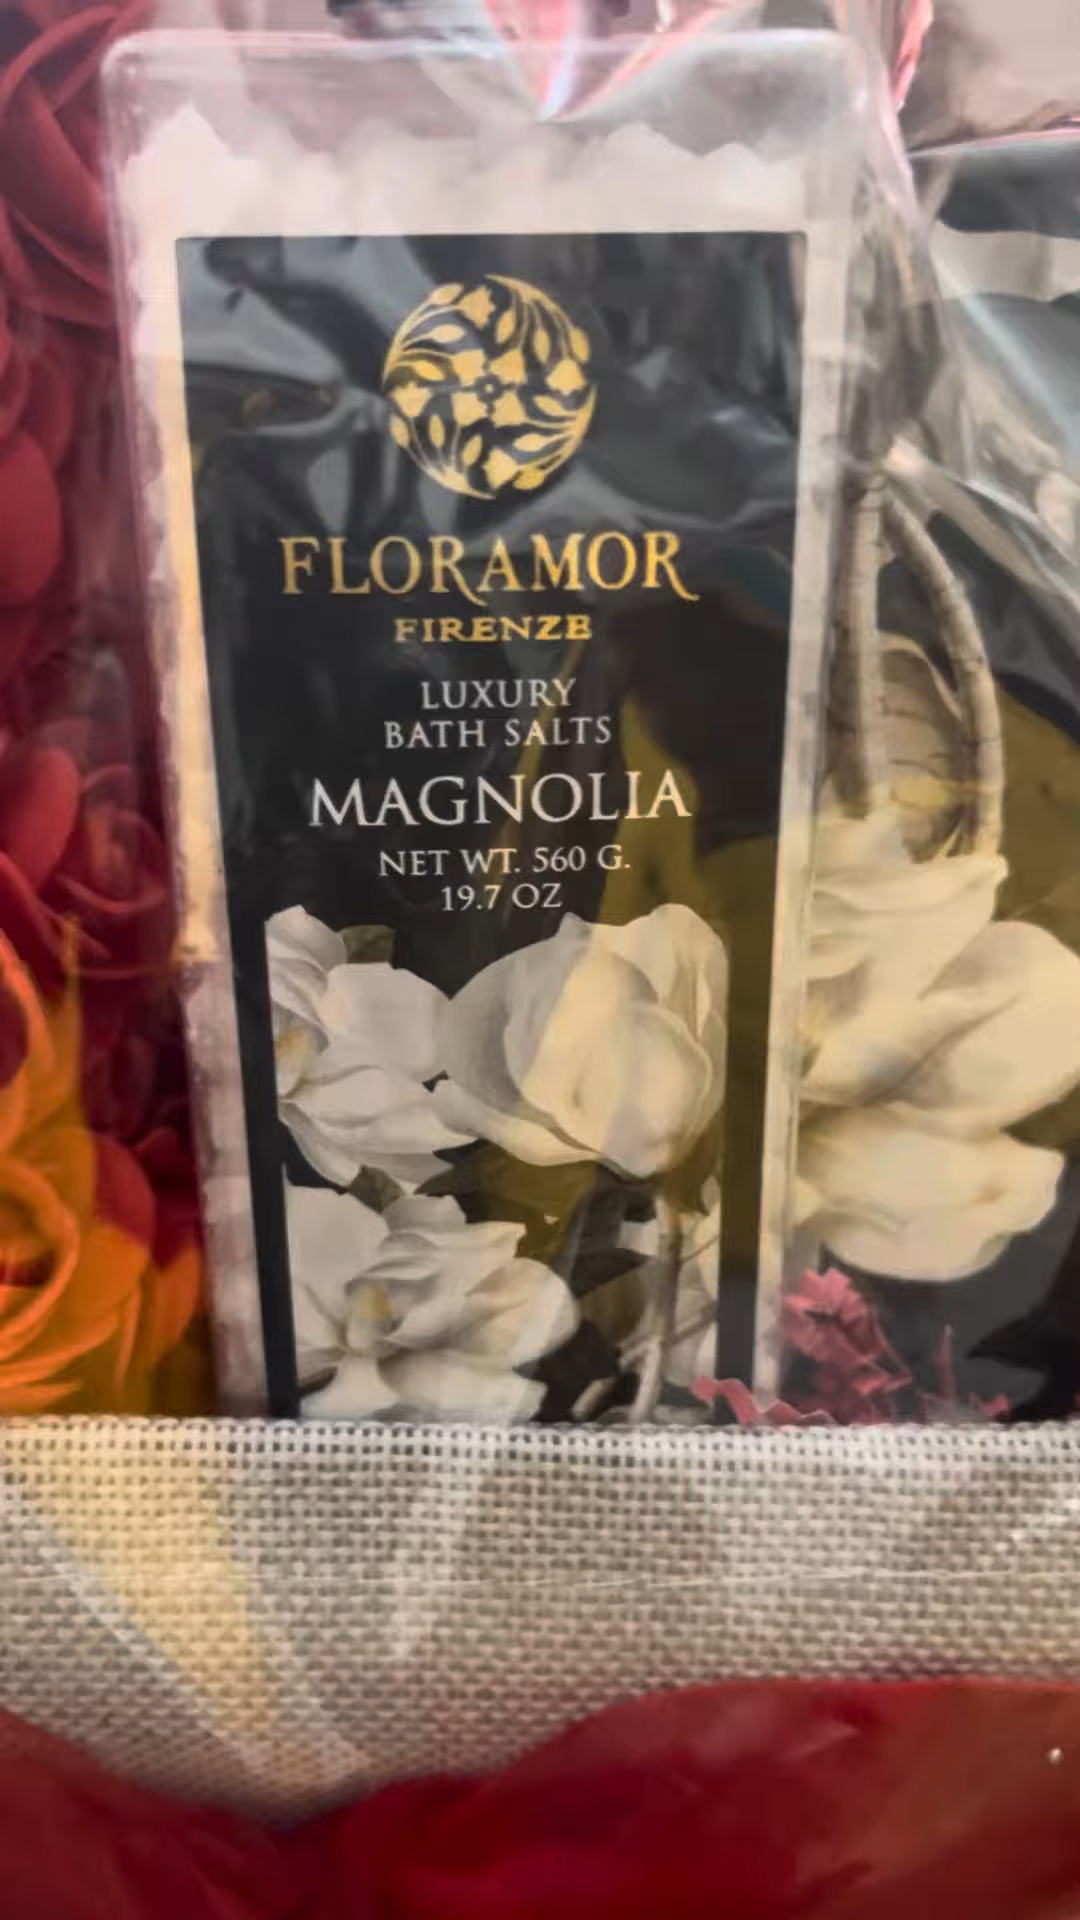 FLORAMOR
FIRENZE
LUXURY
BATH SALTS
MAGNOLIA
NET WT. 560 G.
19.7 OZ